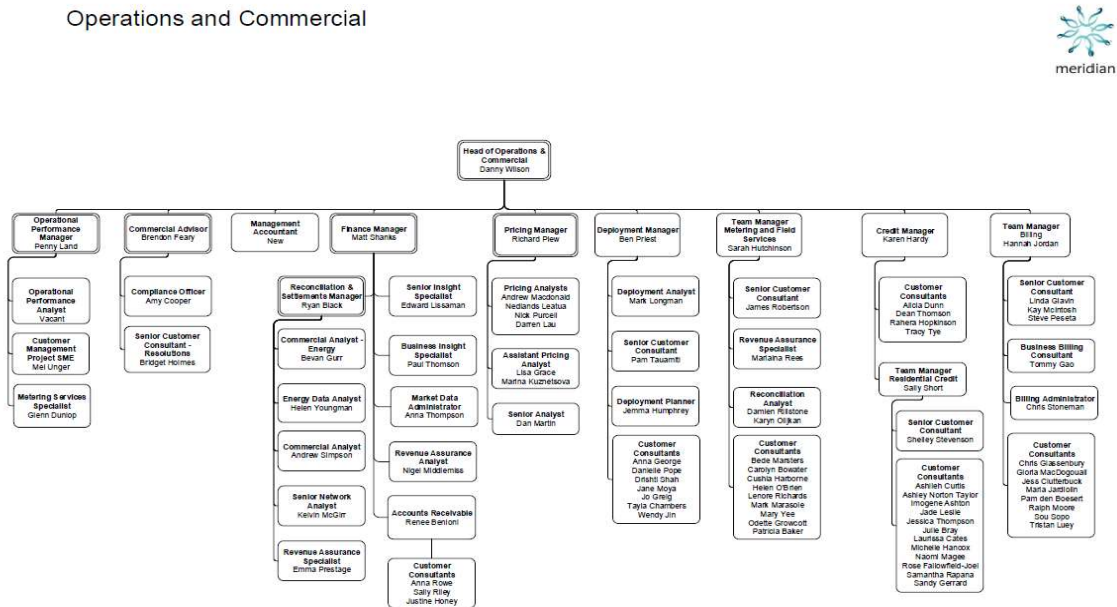 Operations and Commercial
meridian
Head of Operations &
Commercial
Danny Wilson
Operational
Performance
Manager
Penny Land
Operational
Performance
Analyst
Vacant
Customer
Management
Project SME
Mel Unger
Metering Services
Specialist
Glenn Dunlop
Commercial Advisor
Brendon Feary
Compliance Officer
Amy Cooper
Senior Customer
Consultant -
Resolutions
Bridget Holmes
Management
Accountant
New
Finance Manager
Matt Shanks
Reconciliation &
Settlements Manager
Ryan Black
Commercial Analyst -
Energy
Bevan Gurr
Energy Data Analyst
Helen Youngman
Commercial Analyst
Andrew Simpson
Senior Network
Analyst
Kelvin McGirr
Revenue Assurance
Specialist
Emma Prestage
Senior Insight
Specialist
Edward Lissaman
Business Insight
Specialist
Paul Thomson
Market Data
Administrator
Anna Thompson
Revenue Assurance
Analyst
Nigel Middlemiss
Accounts Receivable
Renee Benioni
Customer
Consultants
Anna Rowe
Sally Riley
Justine Honey
Pricing Manager
Richard Plew
Pricing Analysts
Andrew Macdonald
Nedlands Leatua
Nick Purcell
Darren Lau
Assistant Pricing
Analyst
Lisa Grace
Marina Kuznetsova
Senior Analyst
Dan Martin
Deployment Manager
Ben Priest
Deployment Analyst
Mark Longman
Senior Customer
Consultant
Pam Tauamiti
Deployment Planner
Jemma Humphrey
Customer
Consultants
Anna George
Danielle Pope
Drishti Shah
Jane Moya
Jo Greig
Tayla Chambers
Wendy Jin
Team Manager
Metering and Field
Services
Sarah Hutchinson
Senior Customer
Consultant
James Robertson
Revenue Assurance
Specialist
Mariaina Rees
Reconciliation
Analyst
Damien Rillstone
Karyn Olijkan
Customer
Consultants
Bede Marsters
Carolyn Bowater
Cushla Harborne
Helen O'Brien
Lenore Richards
Mark Marasole
Mary Yee
Odette Growcott
Patricia Baker
Credit Manager
Karen Hardy
Customer
Consultants
Alicia Dunn
Dean Thomson
Rahera Hopkinson
Tracy Tye
Team Manager
Residential Credit
Sally Short
Senior Customer
Consultant
Shelley Stevenson
Customer
Consultants
Ashleh Curtis
Ashley Norton Taylor
Imogene Ashton
Jade Leslie
Jessica Thompson
Julie Bray
Laurissa Cates
Michelle Hancox
Naomi Magee
Rose Fallowfield-Joel
Samantha Rapana
Sandy Gerrard
Team Manager
Billing
Hannah Jordan
Senior Customer
Consultant
Linda Glavin
Kay McIntosh
Steve Peseta
Business Billing
Consultant
Tommy Gao
Billing Administrator
Chris Stoneman
Customer
Consultants
Chris Glassenbury
Gloria MacDougall
Jess Clutterbuck
Maria Jardiolin
Pam den Boesert
Ralph Moore
Sou Sopo
Tristan Luey